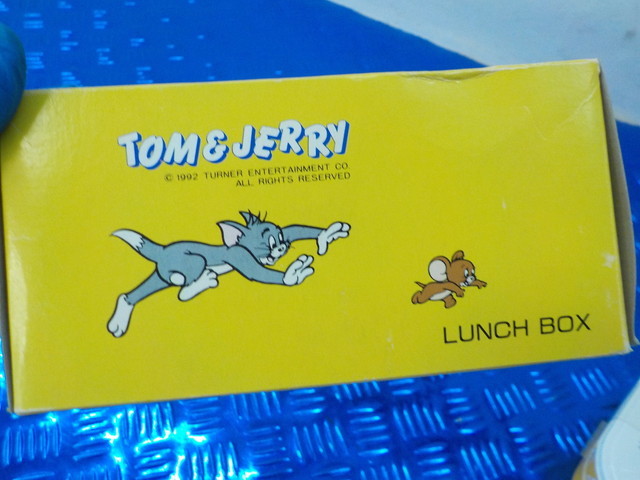 TOM & JERRY
© 1992 TURNER ENTERTAINMENT CO.
ALL RIGHTS RESERVED
LUNCH BOX